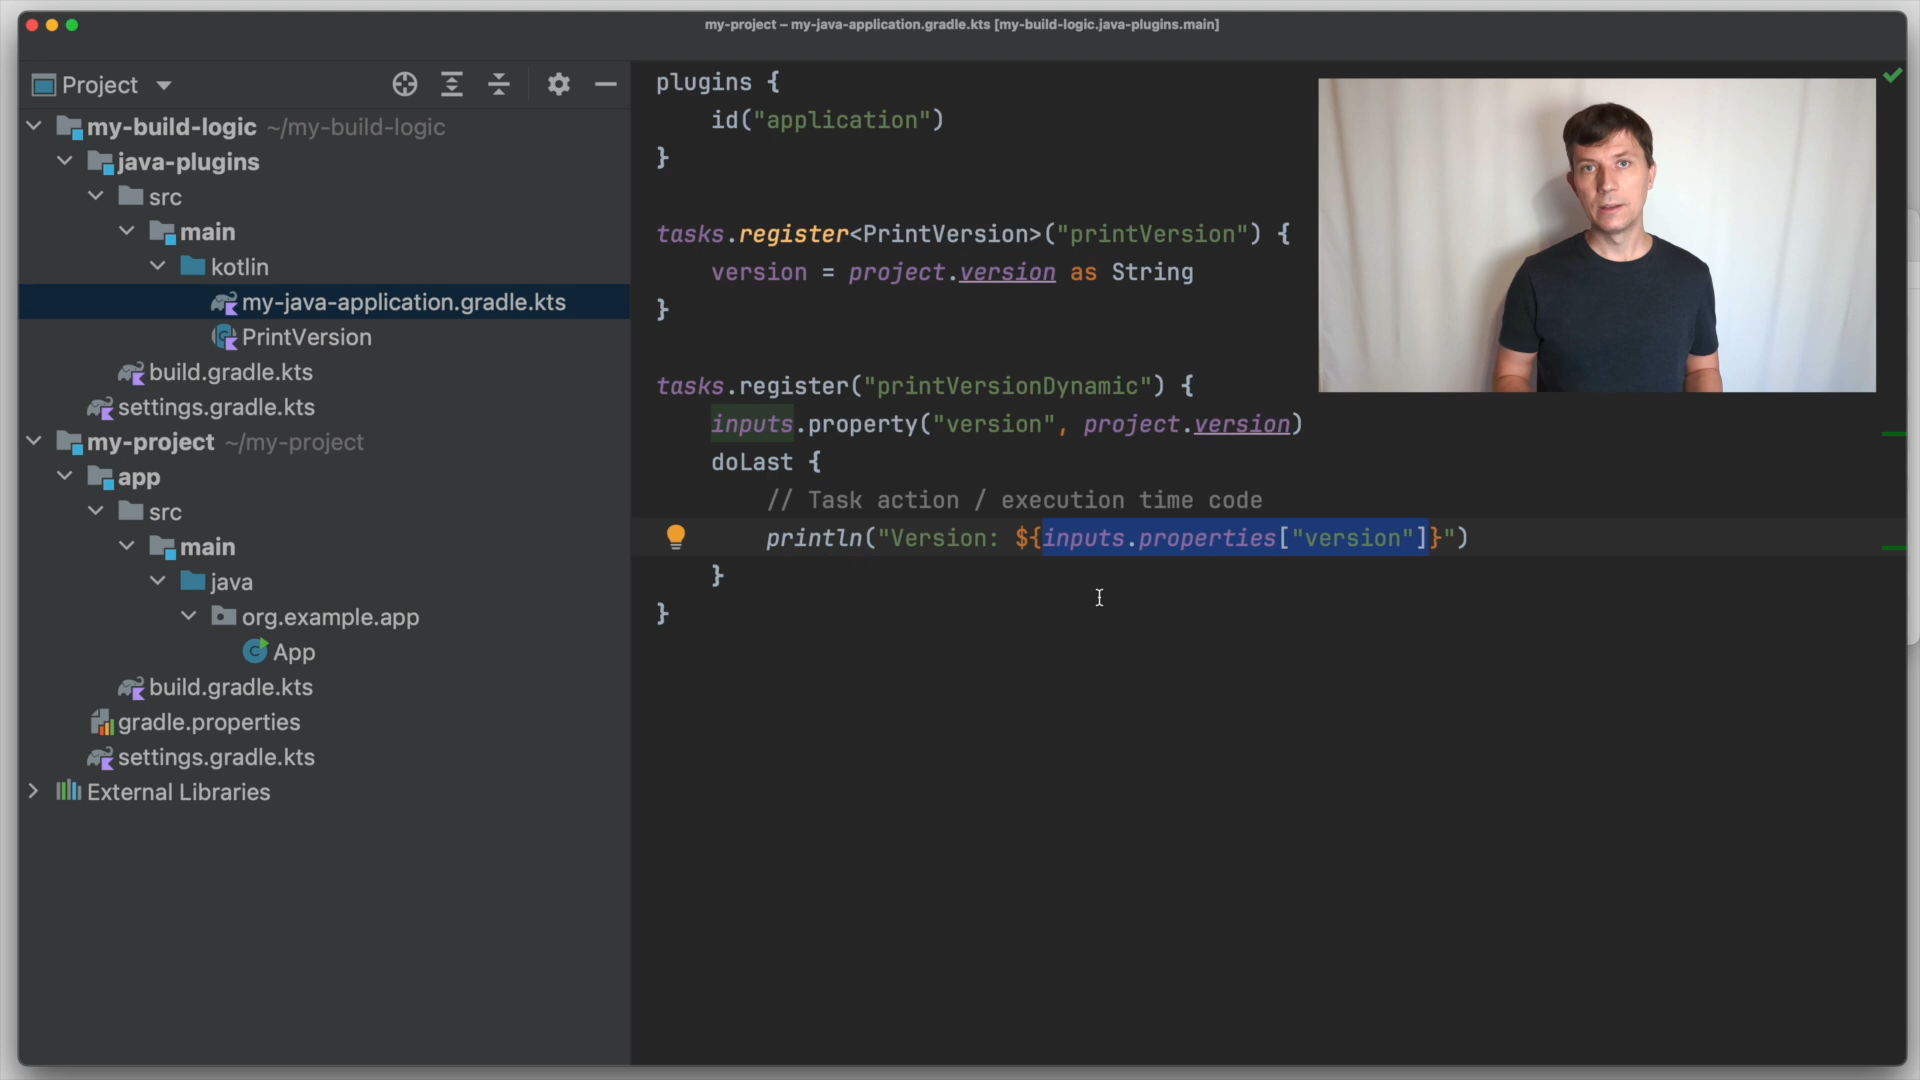 my-project – my-java-application.gradle.kts [my-build-logic.java-plugins.main]
Project
my-build-logic ~/my-build-logic
java-plugins
src
main
kotlin
my-java-application.gradle.kts
PrintVersion
build.gradle.kts
settings.gradle.kts
my-project ~/my-project
app
src
main
java
org.example.app
App
build.gradle.kts
gradle.properties
settings.gradle.kts
External Libraries
plugins {
id("application")
}
tasks.register<PrintVersion>("printVersion") {
version = project.version as String
}
tasks.register("printVersionDynamic") {
inputs.property("version", project.version)
doLast {
// Task action / execution time code
println("Version: ${inputs.properties["version"]}")
}
}